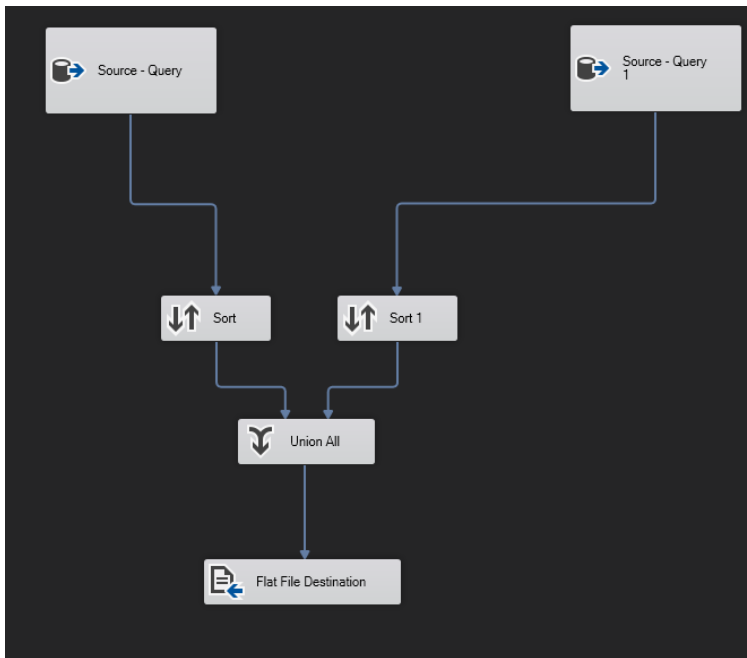 Source - Query
Source - Query
1
Sort
Sort 1
Union All
Flat File Destination